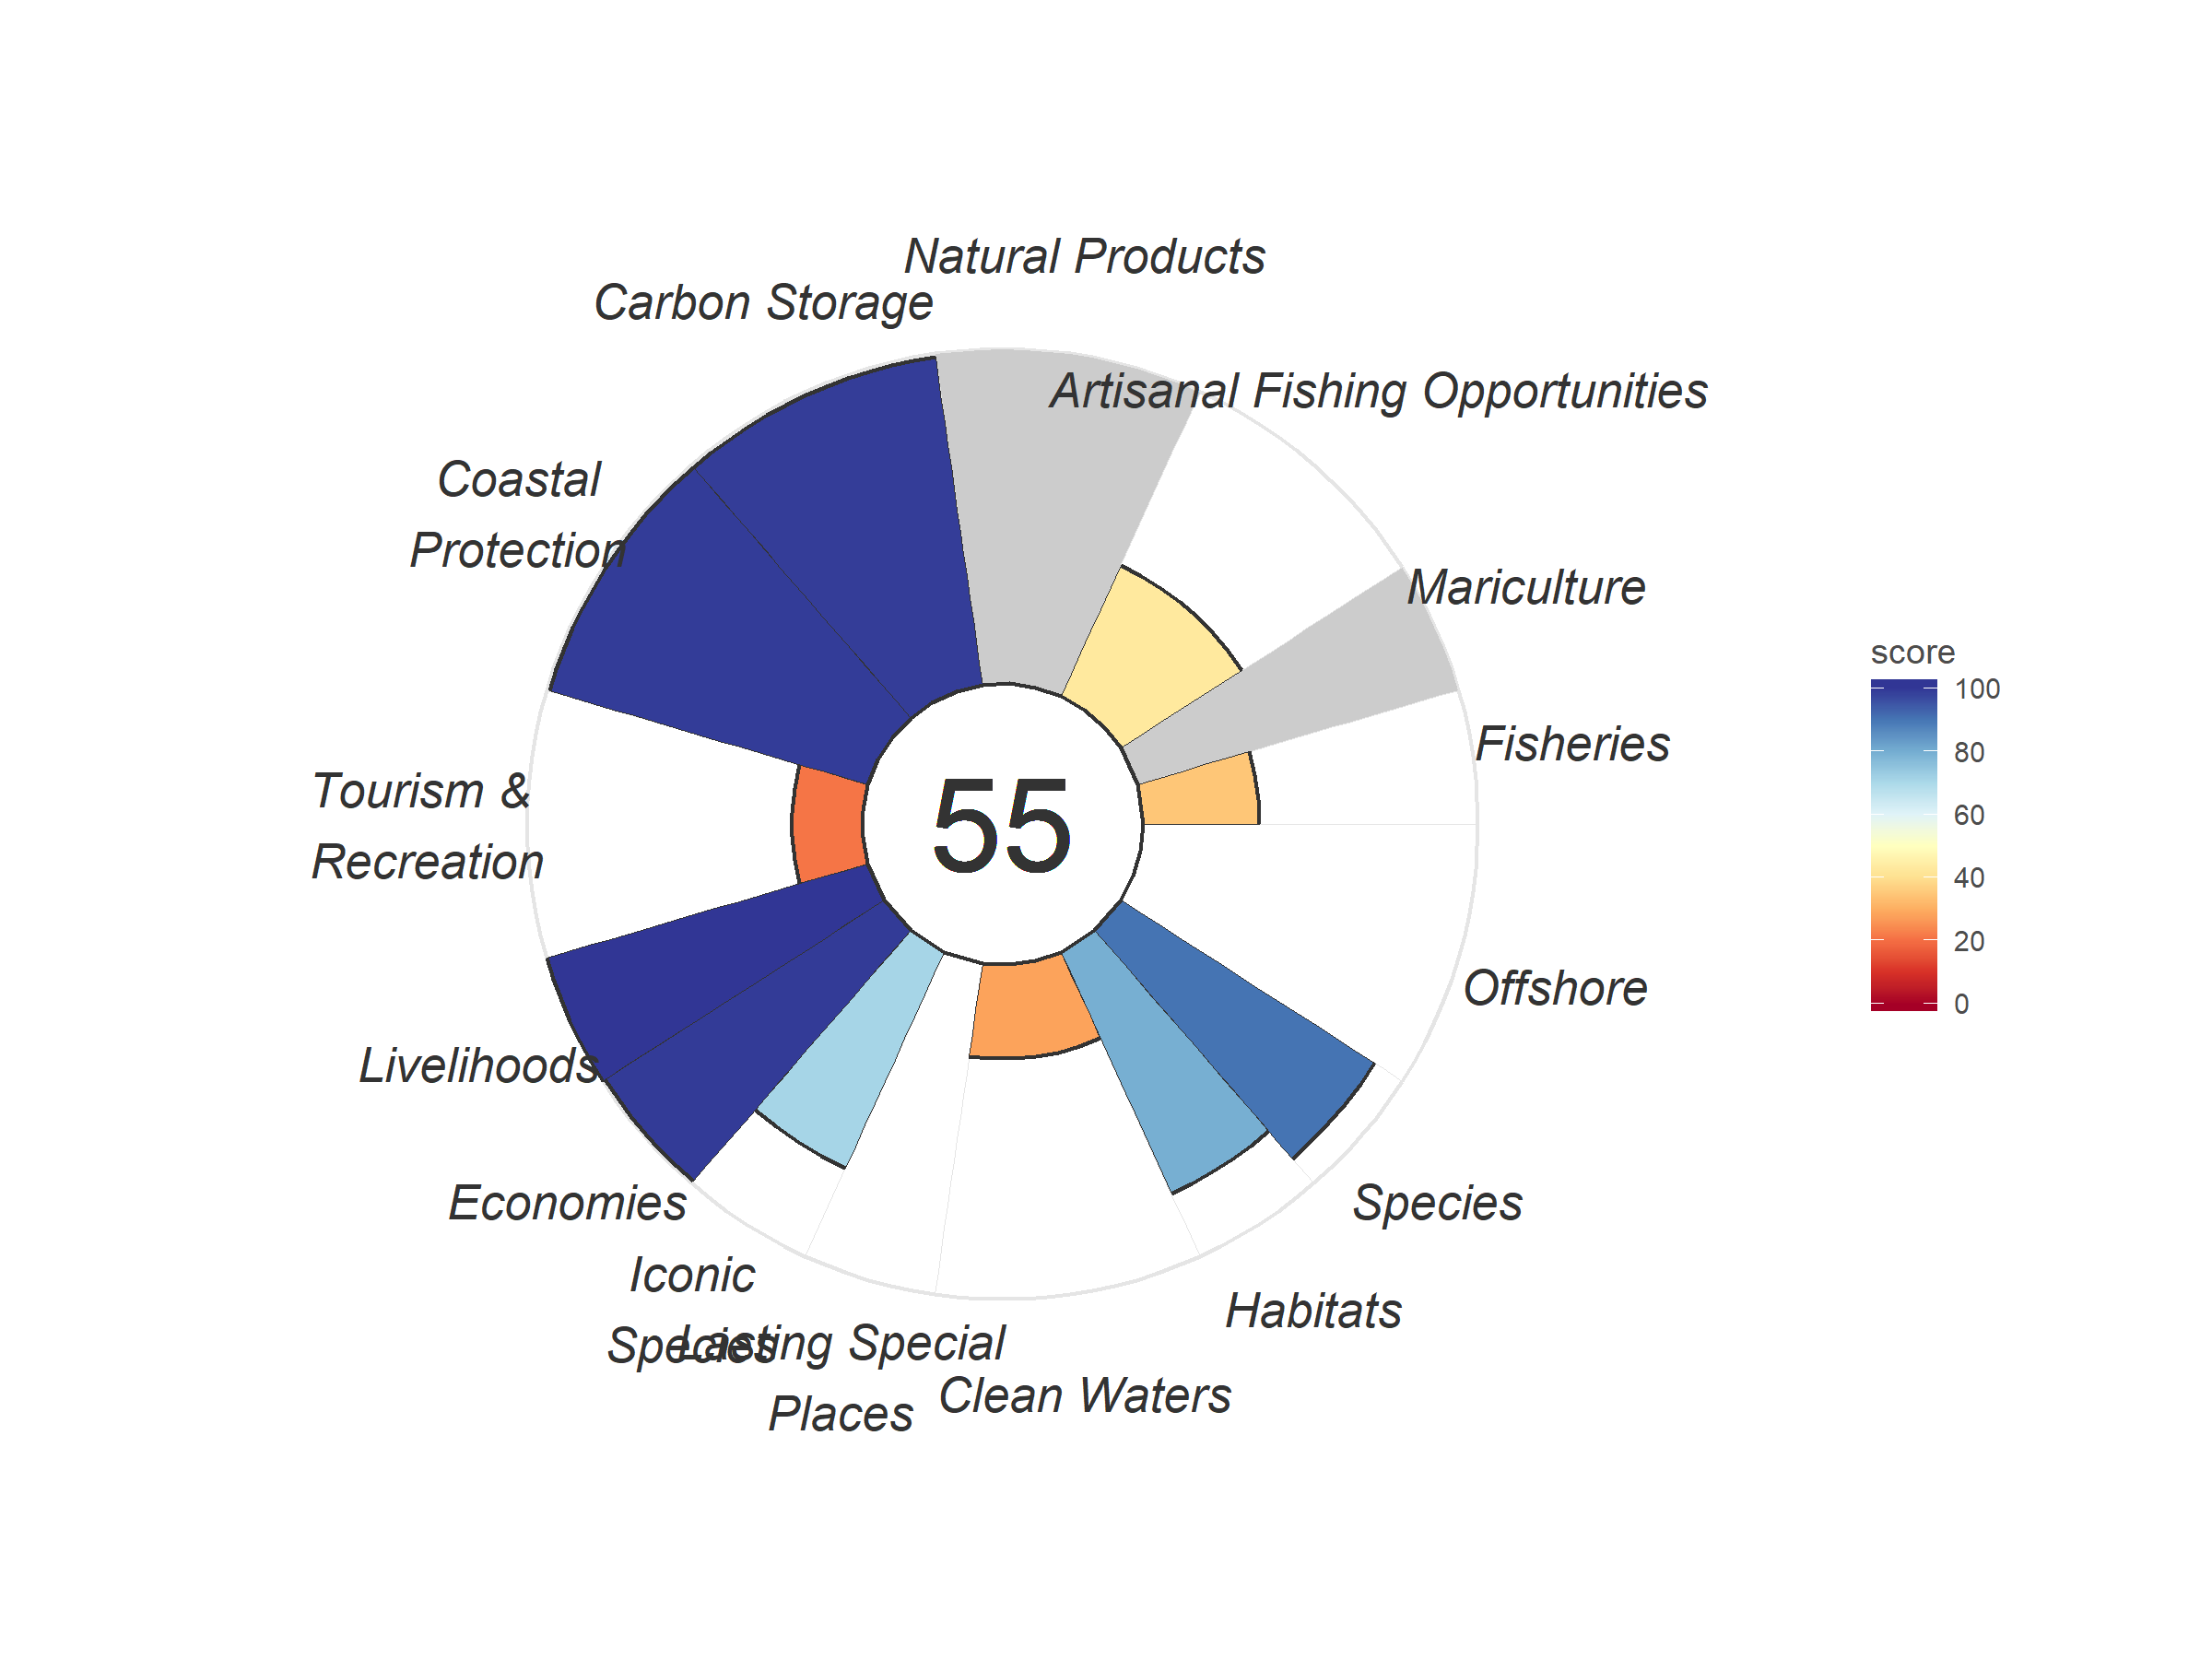 Natural Products
Carbon Storage
Artisanal Fishing Opportunities
Coastal
Protection
Mariculture
Fisheries
Tourism &
Recreation
55
Offshore
Livelihoods
Economies
Species
Iconic
Species
Habitats
Lasting Special
Places
Clean Waters
score
100
80
60
40
20
0